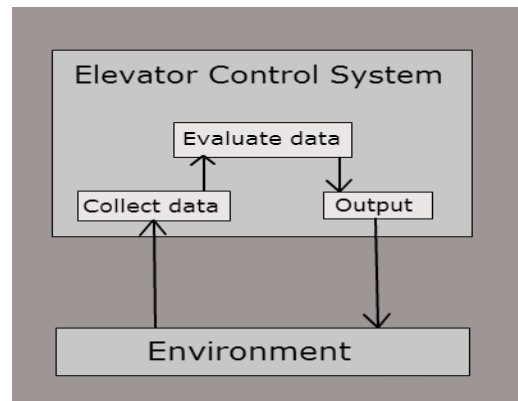 Elevator Control System
Evaluate data
Collect data
Output
Environment